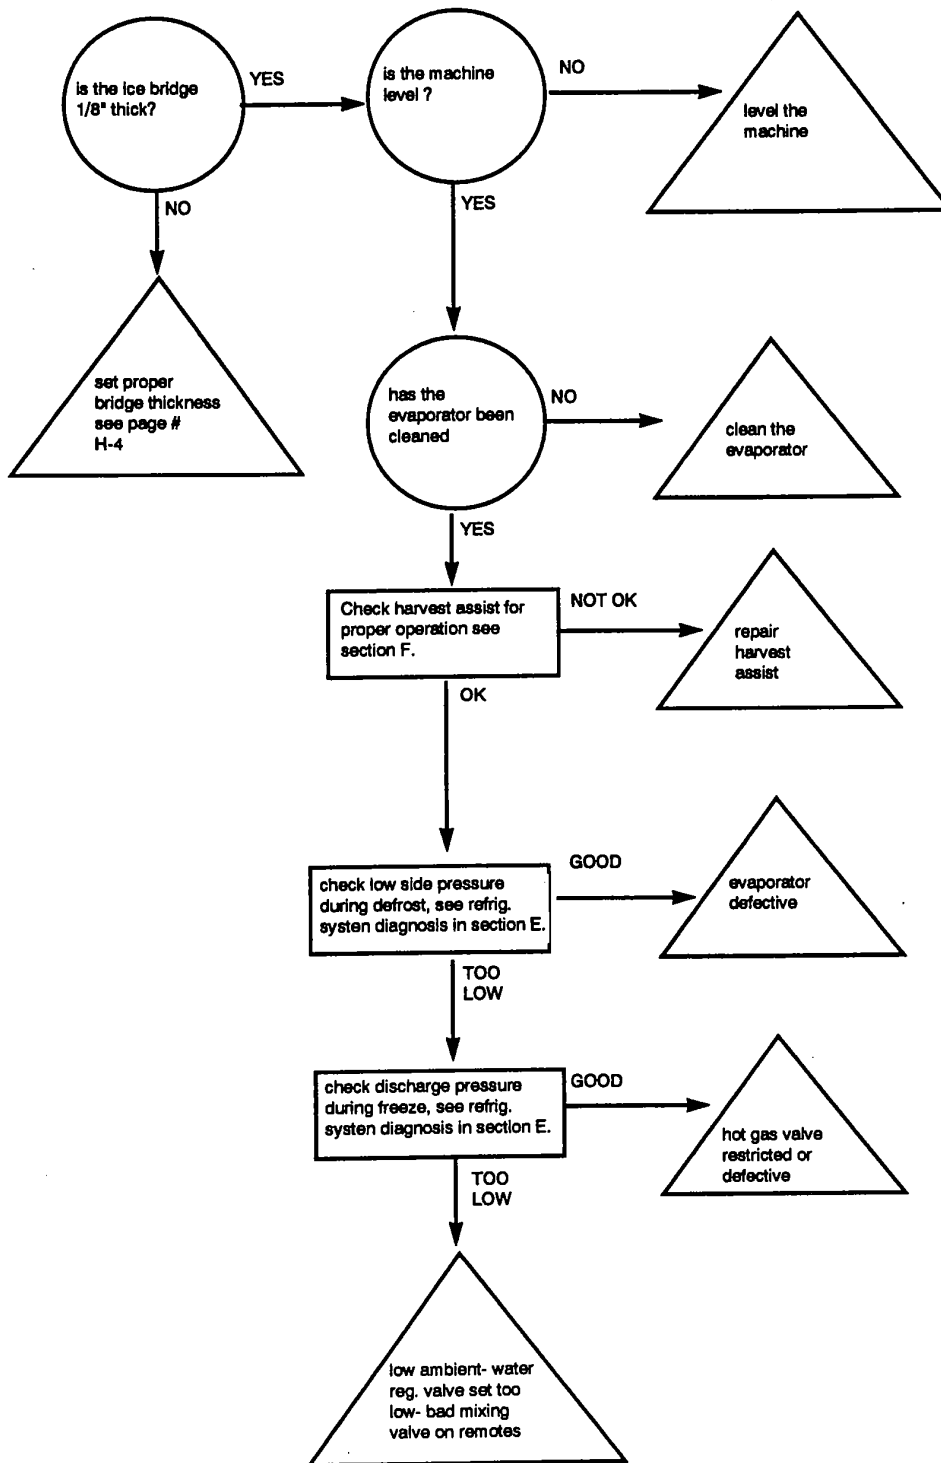 is the ice bridge
1/8" thick?
YES
is the machine
level ?
NO
level the
machine
NO
YES
set proper
bridge thickness
see page #
H-4
has the
evaporator been
cleaned
NO
clean the
evaporator
YES
Check harvest assist for
proper operation see
section F.
NOT OK
repair
harvest
assist
OK
check low side pressure
during defrost, see refrig.
systen diagnosis in section E.
GOOD
evaporator
defective
TOO
LOW
check discharge pressure
during freeze, see refrig.
systen diagnosis in section E.
GOOD
hot gas valve
restricted or
defective
TOO
LOW
low ambient- water
reg. valve set too
low- bad mixing
valve on remotes